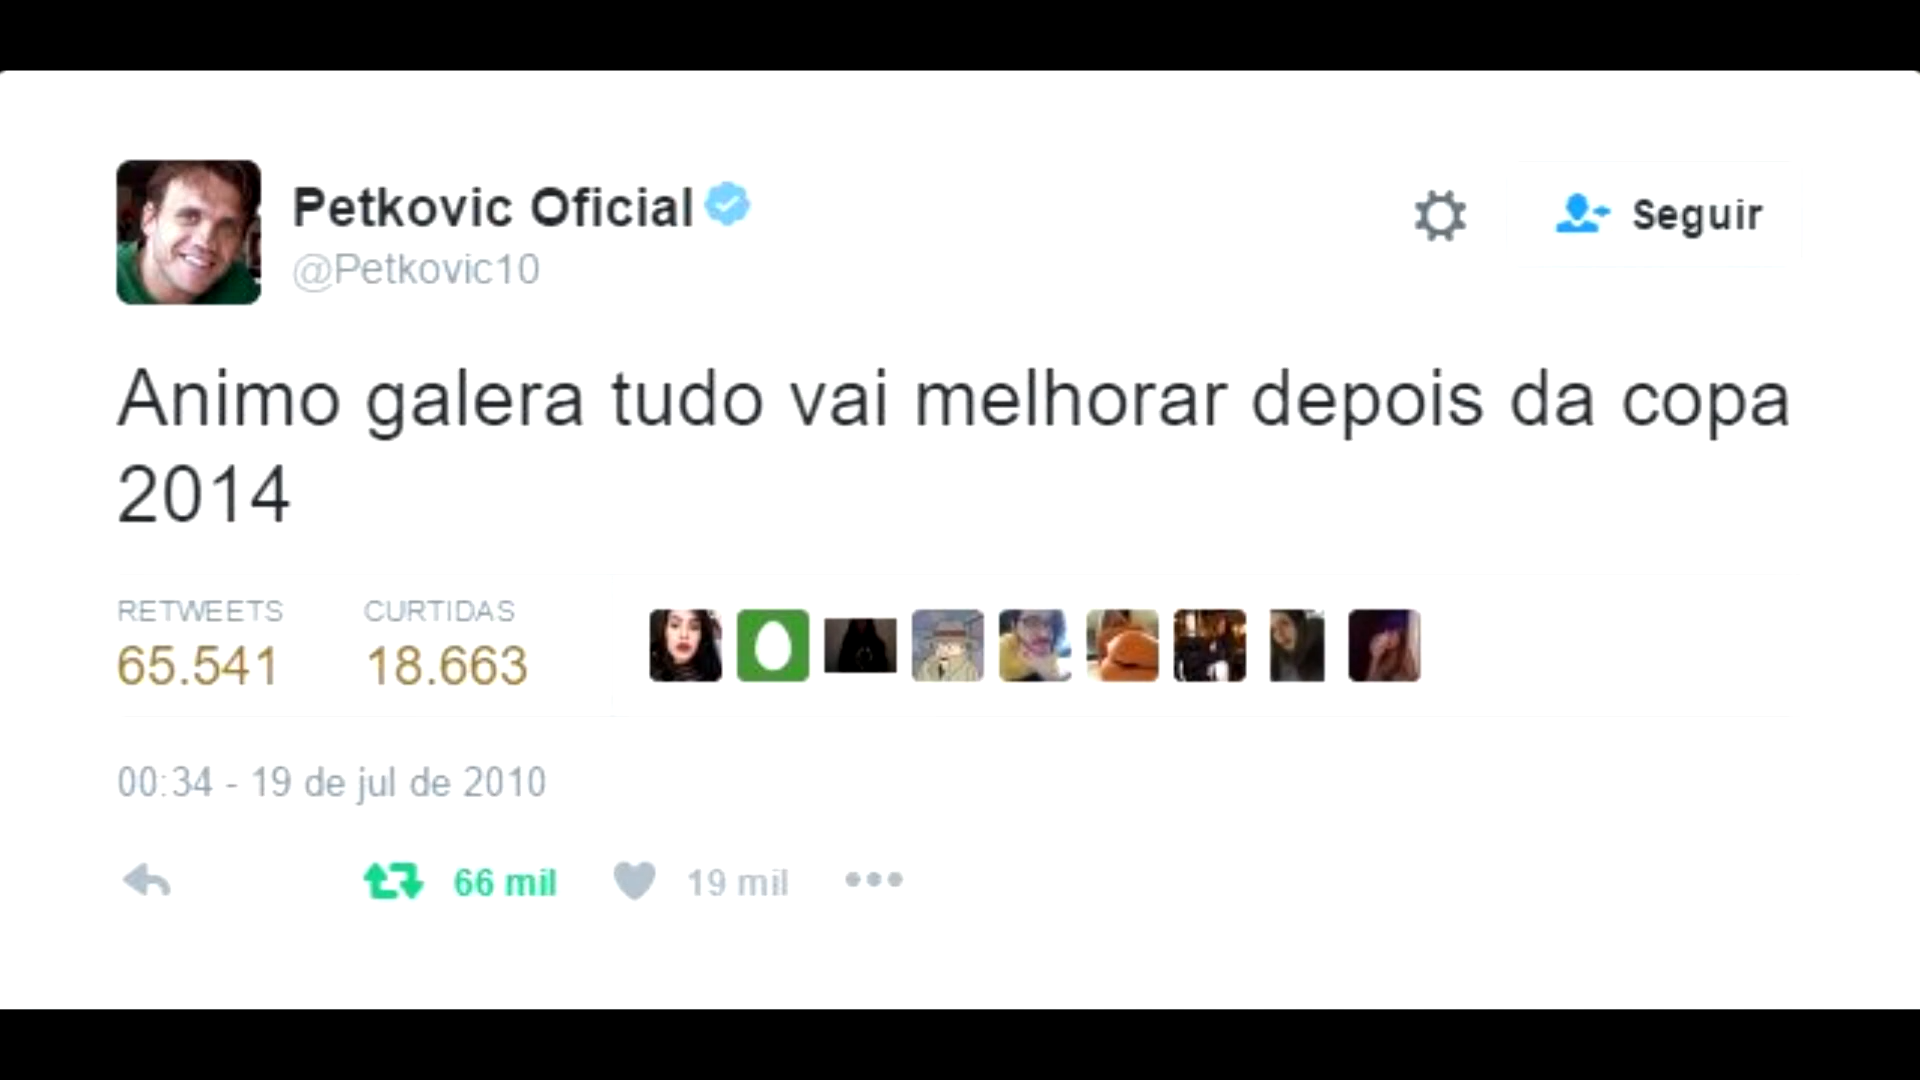 Petkovic Oficial
@Petkovic10
Seguir
Animo galera tudo vai melhorar depois da copa
2014
RETWEETS CURTIDAS
65.541 18.663
00:34 - 19 de jul de 2010
66 mil 19 mil